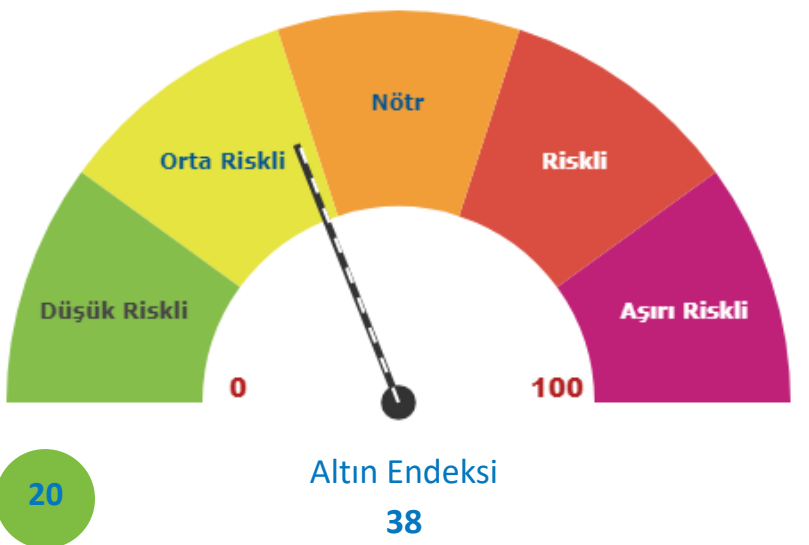 Nötr
Orta Riskli
Riskli
Düşük Riskli
Aşırı Riskli
0
100
Altın Endeksi
20
38